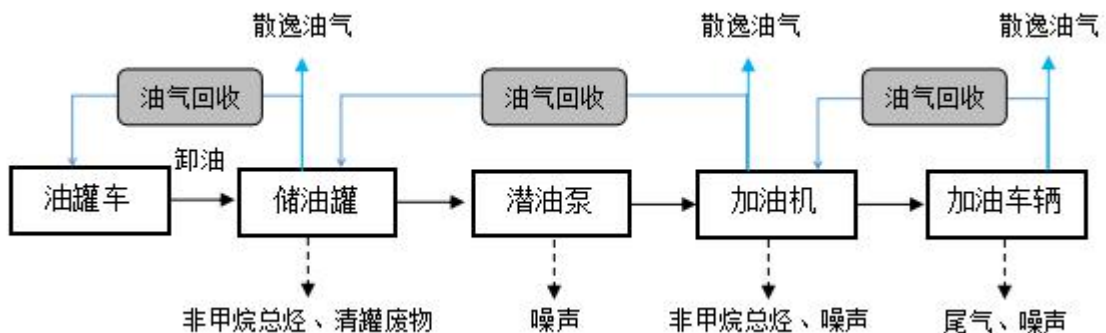 散逸油气
散逸油气
散逸油气
油气回收
油气回收
油气回收
卸油
油罐车
储油罐
潜油泵
加油机
加油车辆
非甲烷总烃、清罐废物
噪声
非甲烷总烃、噪声
尾气、噪声